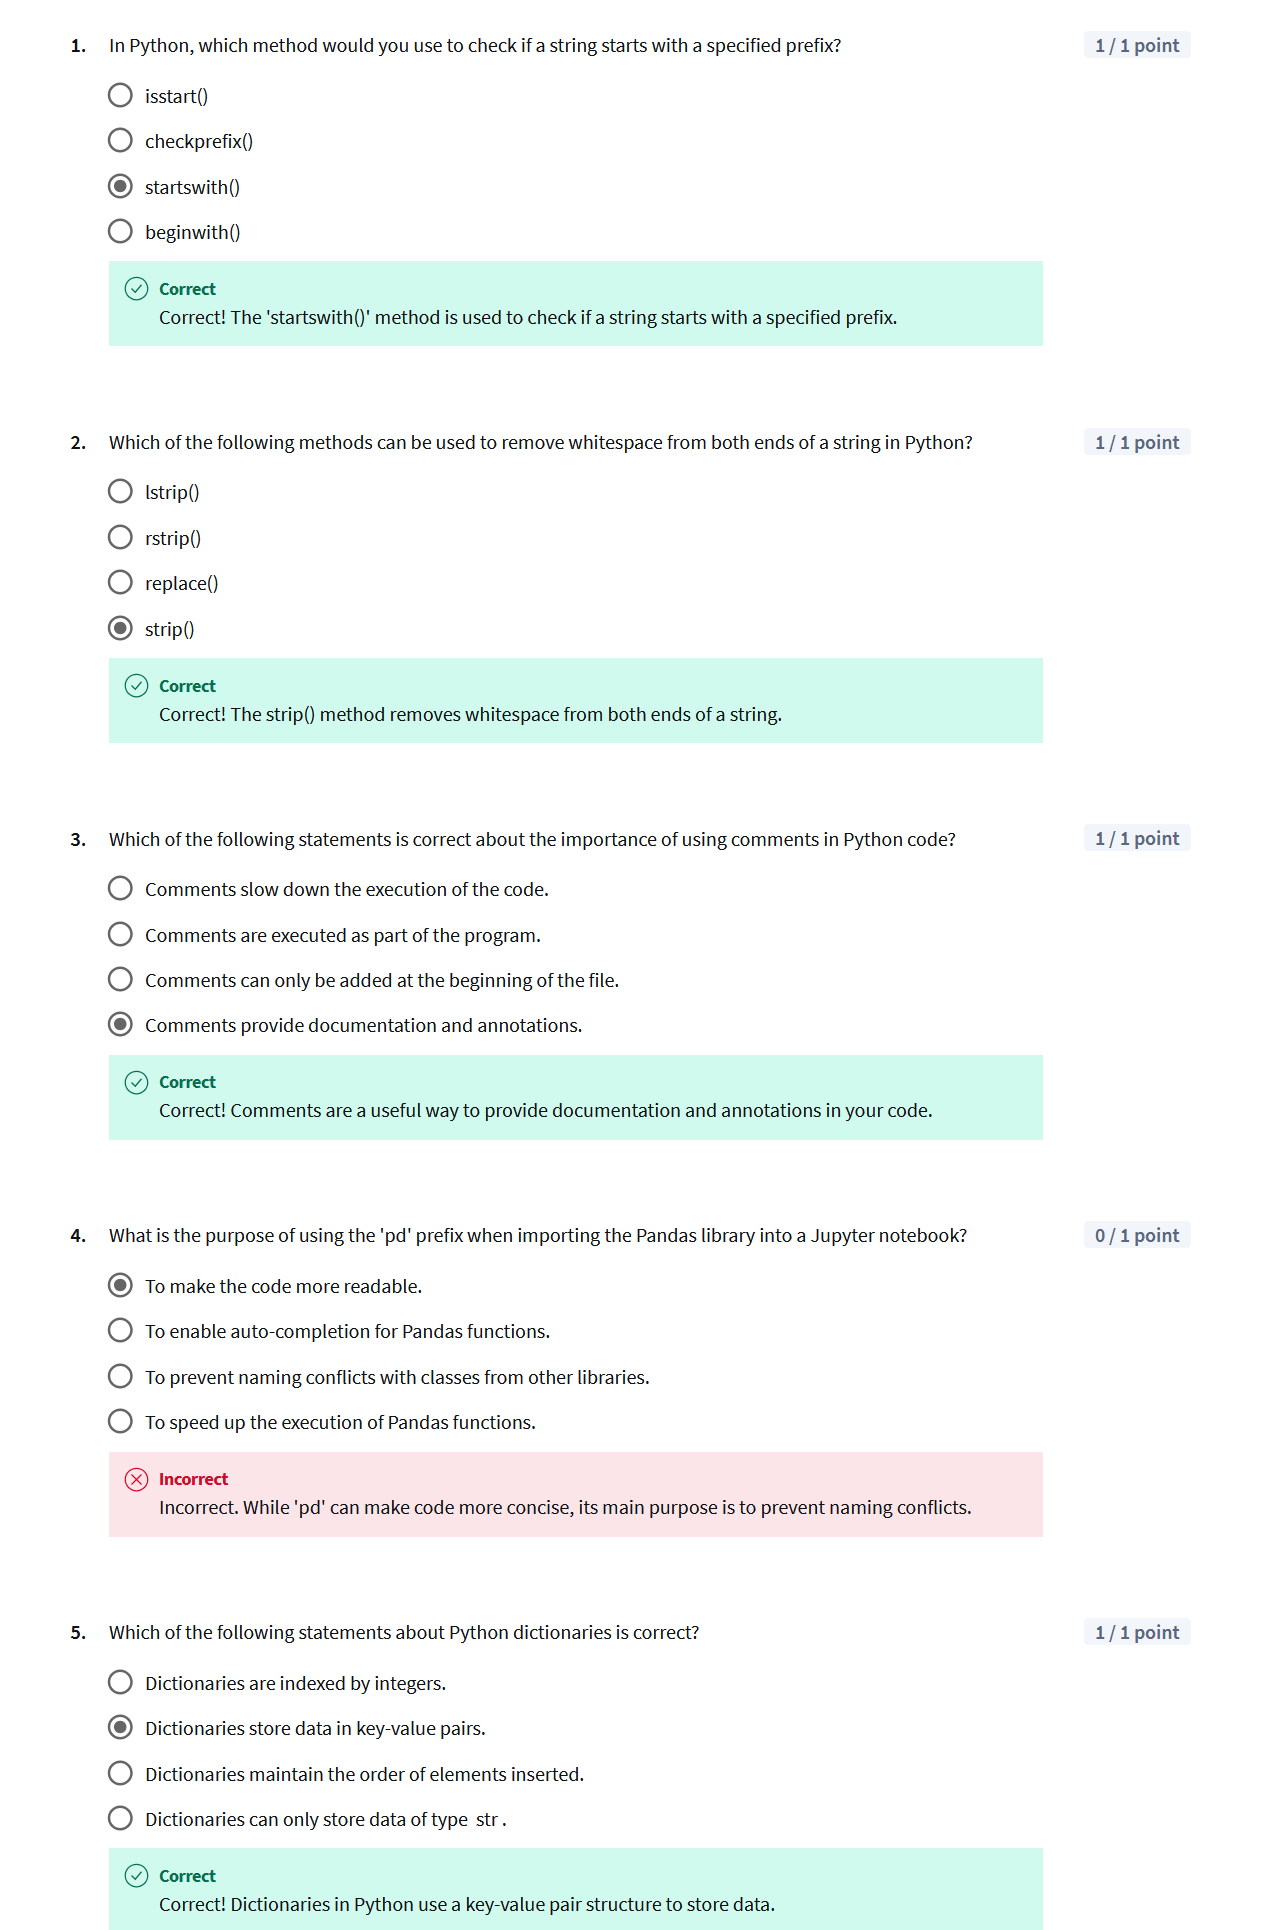 1. In Python, which method would you use to check if a string starts with a specified prefix? 1 / 1 point
isstart()
checkprefix()
startswith()
beginwith()
Correct
Correct! The 'startswith()' method is used to check if a string starts with a specified prefix.
2. Which of the following methods can be used to remove whitespace from both ends of a string in Python? 1 / 1 point
lstrip()
rstrip()
replace()
strip()
Correct
Correct! The strip() method removes whitespace from both ends of a string.
3. Which of the following statements is correct about the importance of using comments in Python code? 1 / 1 point
Comments slow down the execution of the code.
Comments are executed as part of the program.
Comments can only be added at the beginning of the file.
Comments provide documentation and annotations.
Correct
Correct! Comments are a useful way to provide documentation and annotations in your code.
4. What is the purpose of using the 'pd' prefix when importing the Pandas library into a Jupyter notebook? 0 / 1 point
To make the code more readable.
To enable auto-completion for Pandas functions.
To prevent naming conflicts with classes from other libraries.
To speed up the execution of Pandas functions.
Incorrect
Incorrect. While 'pd' can make code more concise, its main purpose is to prevent naming conflicts.
5. Which of the following statements about Python dictionaries is correct? 1 / 1 point
Dictionaries are indexed by integers.
Dictionaries store data in key-value pairs.
Dictionaries maintain the order of elements inserted.
Dictionaries can only store data of type str .
Correct
Correct! Dictionaries in Python use a key-value pair structure to store data.